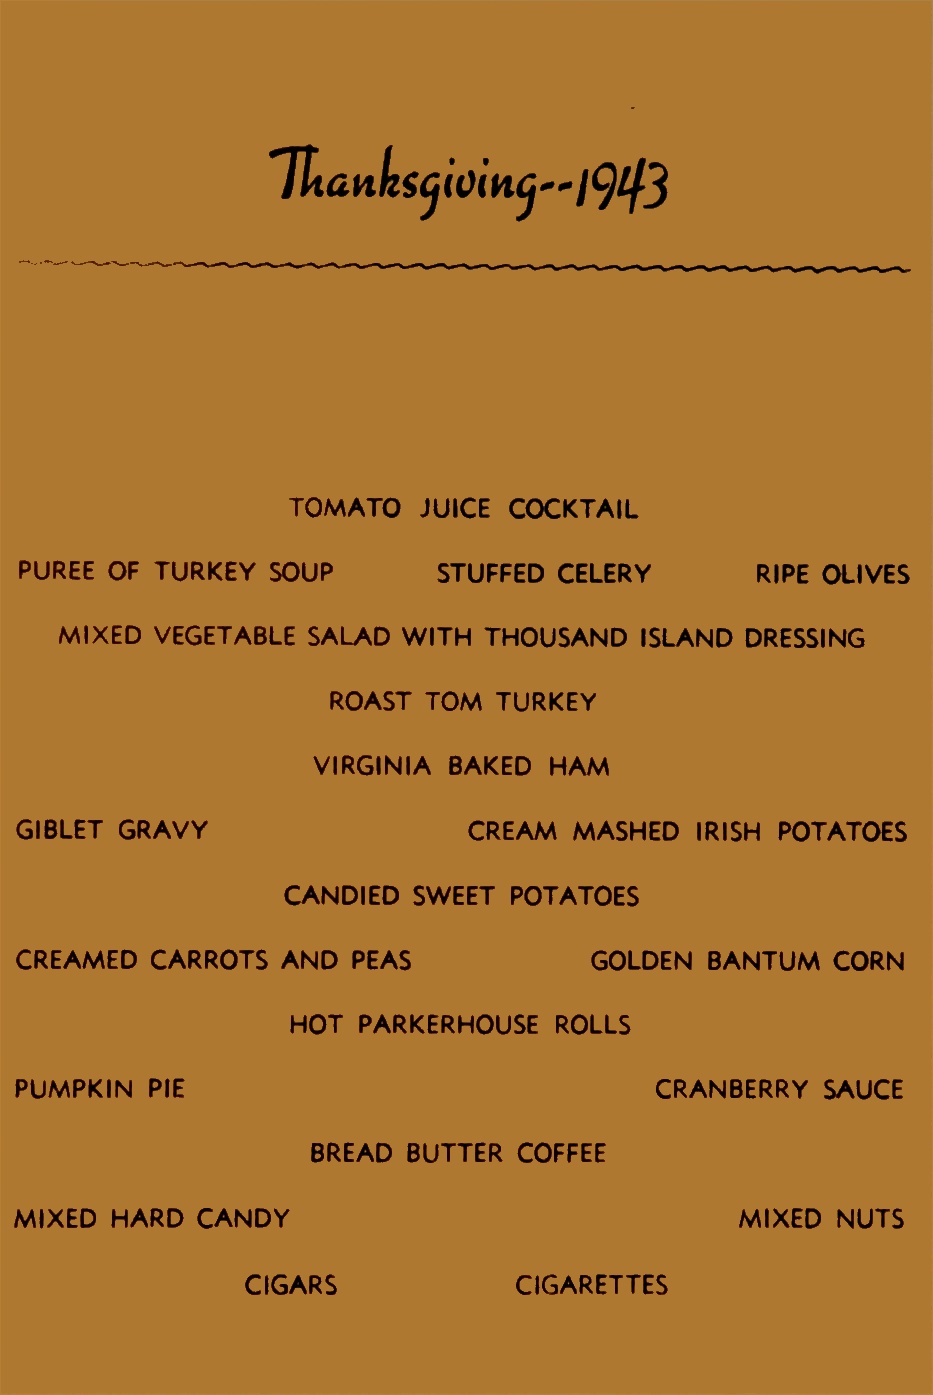 Thanksgiving--1943
TOMATO JUICE COCKTAIL
PUREE OF TURKEY SOUP STUFFED CELERY RIPE OLIVES
MIXED VEGETABLE SALAD WITH THOUSAND ISLAND DRESSING
ROAST TOM TURKEY
VIRGINIA BAKED HAM
GIBLET GRAVY CREAM MASHED IRISH POTATOES
CANDIED SWEET POTATOES
CREAMED CARROTS AND PEAS GOLDEN BANTUM CORN
HOT PARKERHOUSE ROLLS
PUMPKIN PIE CRANBERRY SAUCE
BREAD BUTTER COFFEE
MIXED HARD CANDY MIXED NUTS
CIGARS CIGARETTES